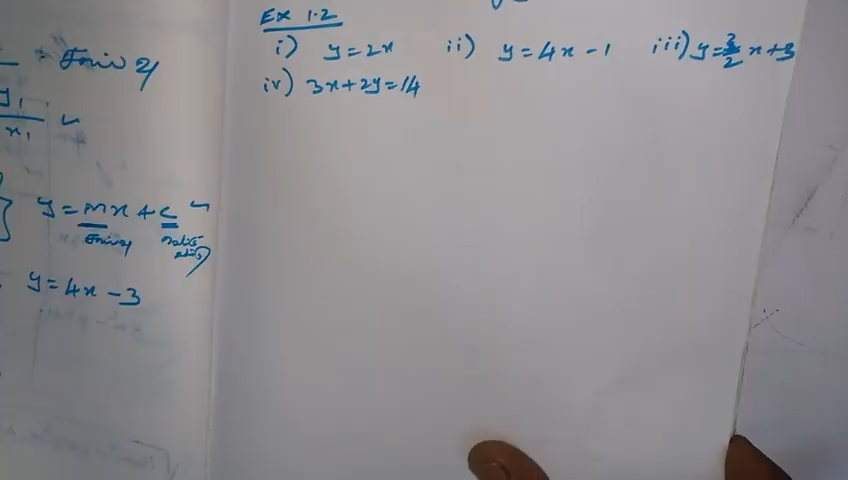 Ex 1.2
i) y=2x ii) y=4x-1 iii) y=3/2 x+3
iv) 3x+2y=14
y1
x1
y=mx+c
y=4x-3